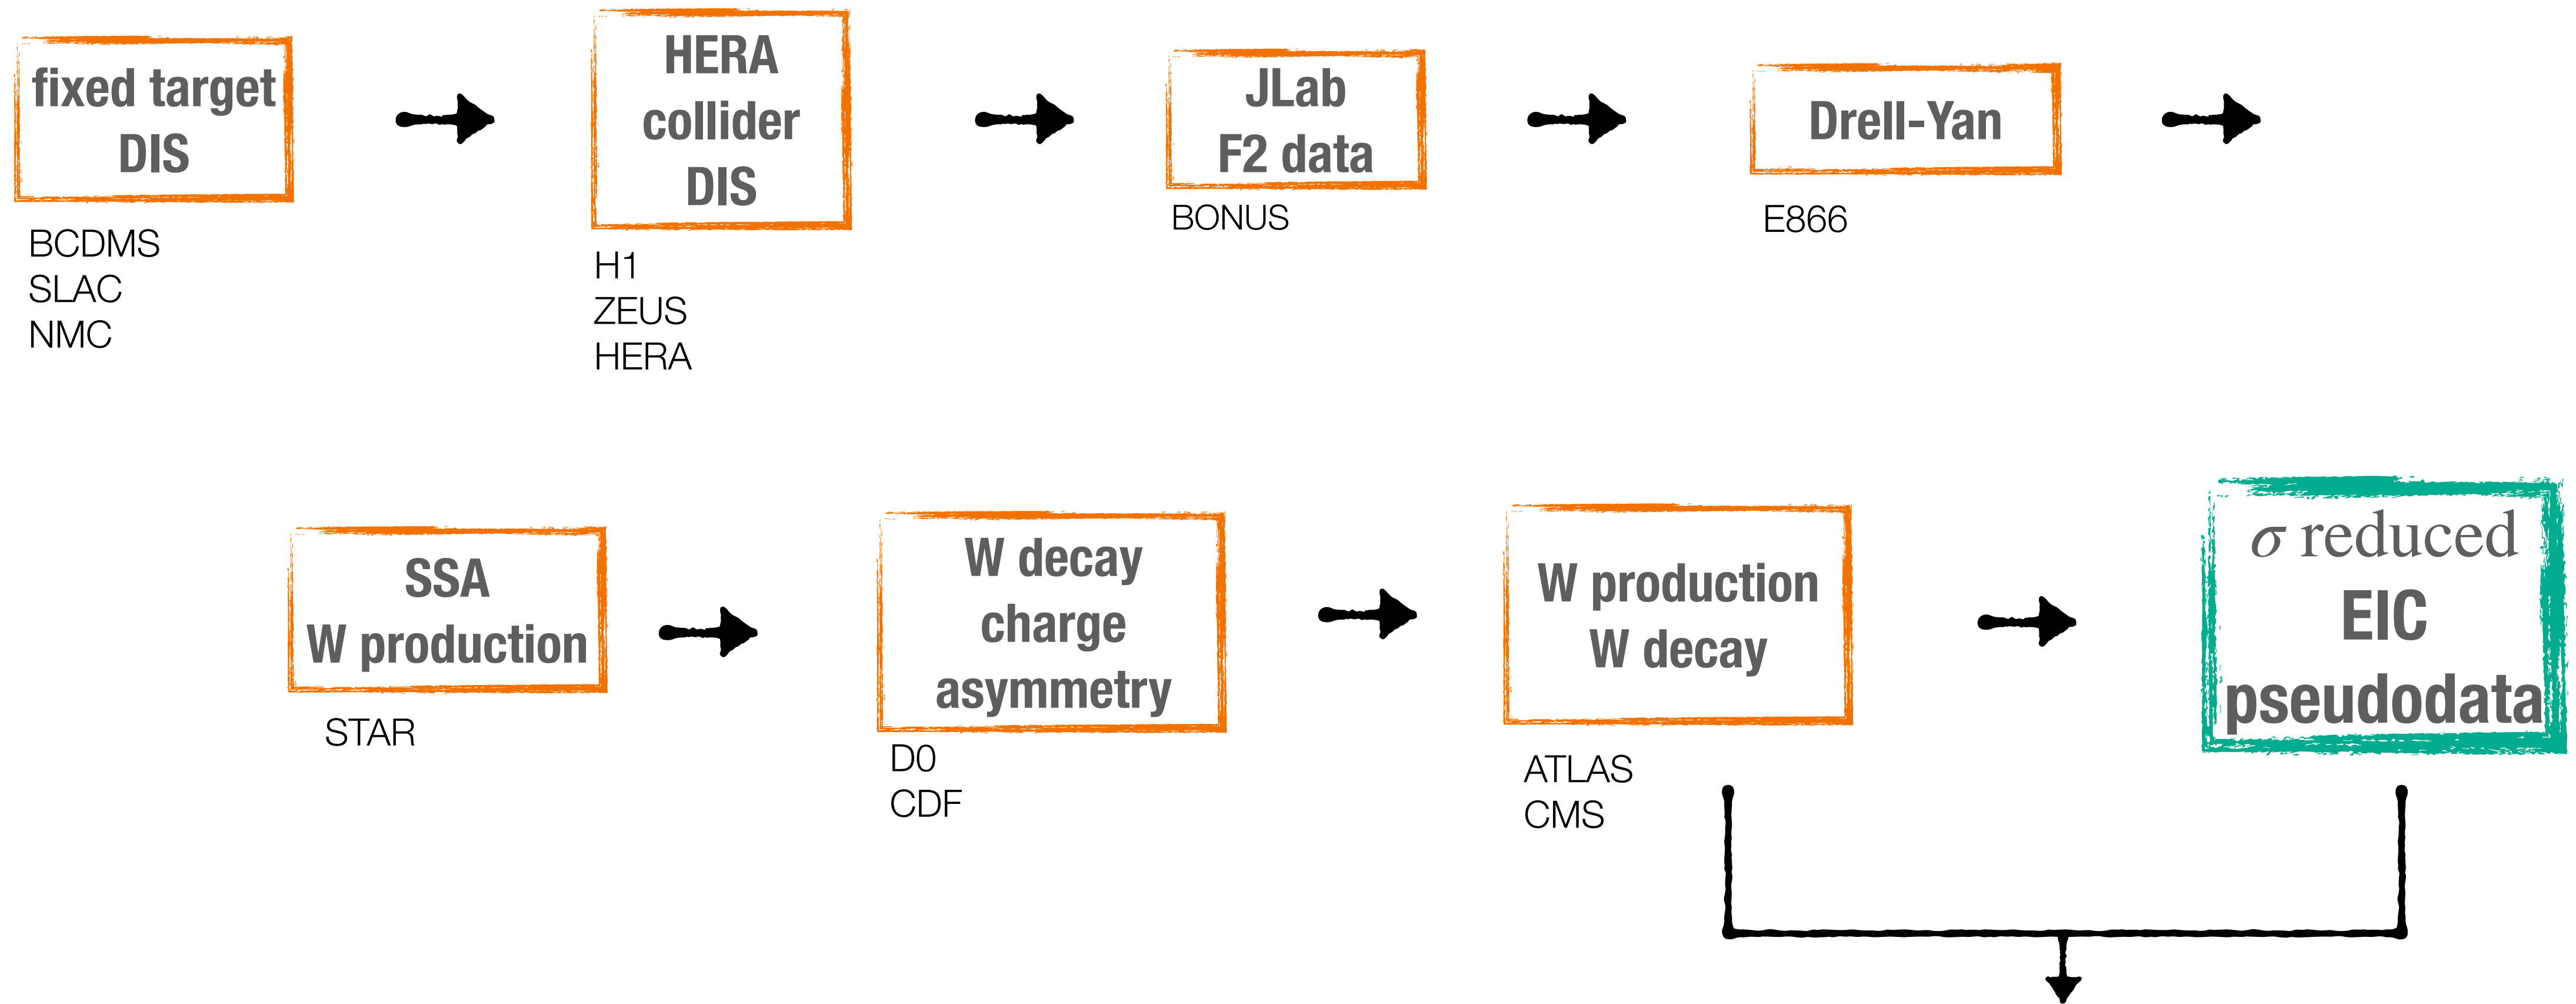 fixed target
DIS
BCDMS
SLAC
NMC
HERA
collider
DIS
H1
ZEUS
HERA
JLab
F2 data
BONUS
Drell-Yan
E866
SSA
W production
STAR
W decay
charge
asymmetry
D0
CDF
W production
W decay
ATLAS
CMS
σ reduced
EIC
pseudodata